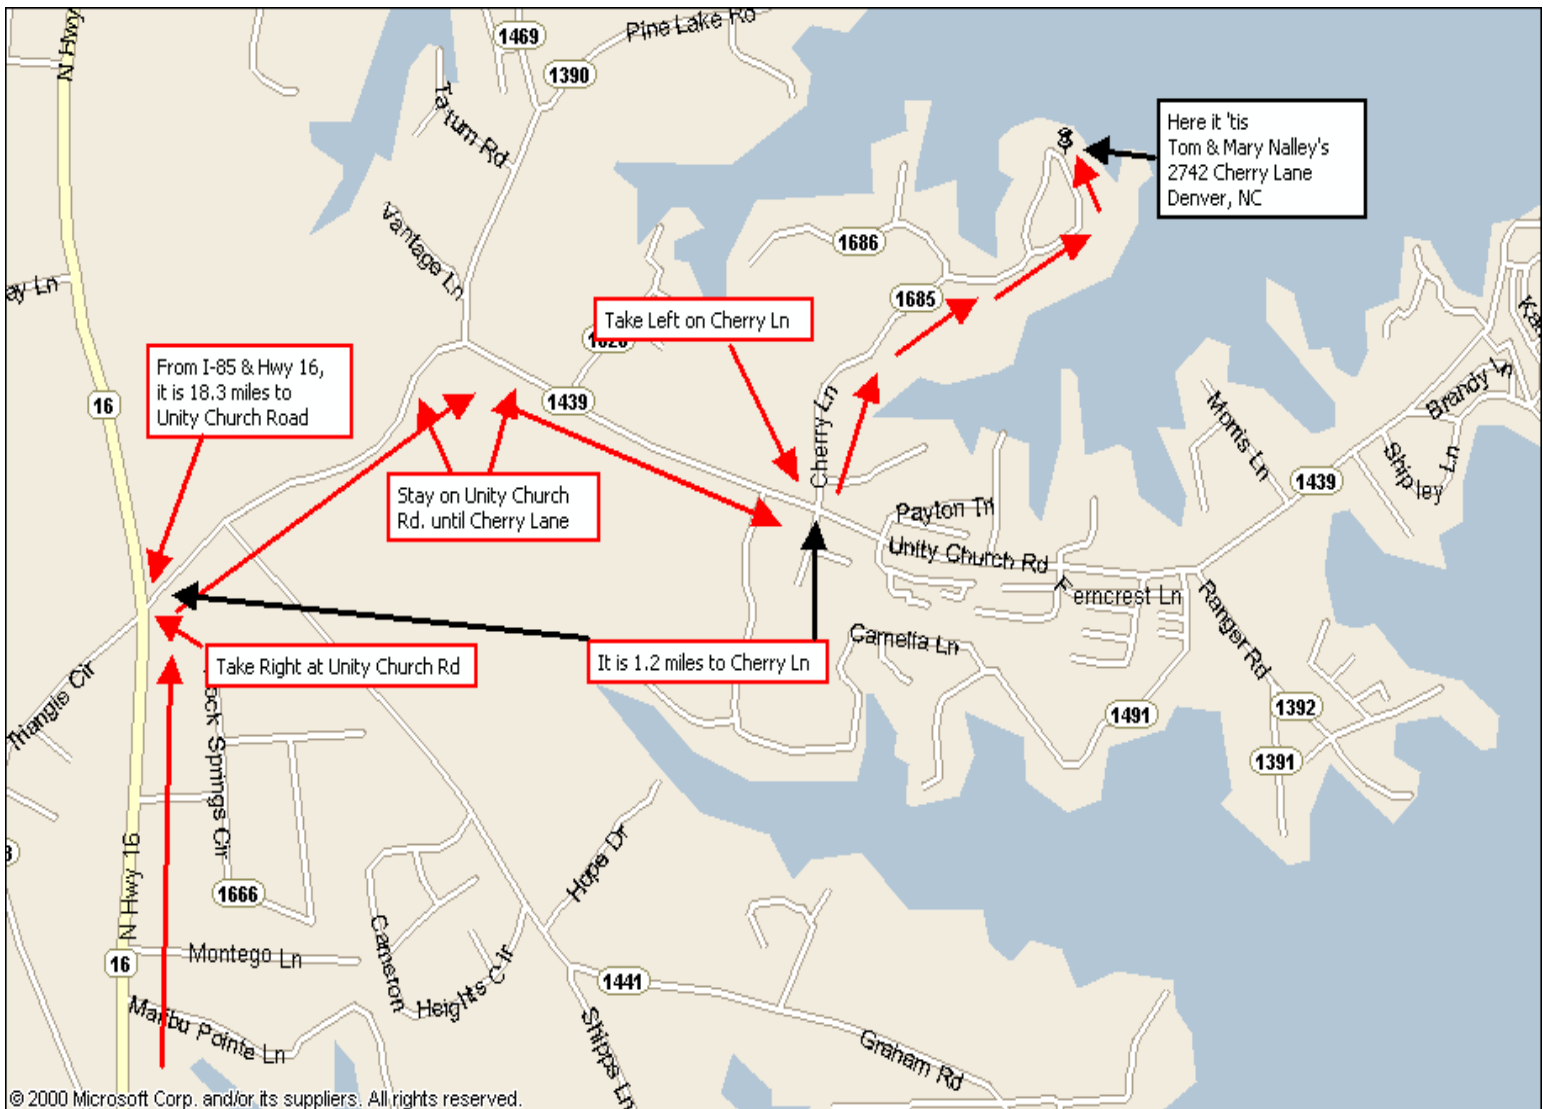 N Hwy
1469
Pine Lake Rd
1390
Tatum Rd
Here it 'tis
Tom & Mary Nalley's
2742 Cherry Lane
Denver, NC
Vantage Ln
1686
1685
ey Ln
Take Left on Cherry Ln
From I-85 & Hwy 16,
it is 18.3 miles to
Unity Church Road
16
1439
Cherry Ln
Brandy Ln
Morris Ln
Shipley Ln
1439
Stay on Unity Church
Rd. until Cherry Lane
Payton Trl
Unity Church Rd
Ferncrest Ln
Ranger Rd
Camelia Ln
It is 1.2 miles to Cherry Ln
Take Right at Unity Church Rd
Triangle Cir
ock Springs Cir
1491
1392
1391
N Hwy 16
Hope Dr
1666
Cameron
Heights Cir
Montego Ln
16
1441
Malibu Pointe Ln
Shipps Ln
Graham Rd
© 2000 Microsoft Corp. and/or its suppliers. All rights reserved.